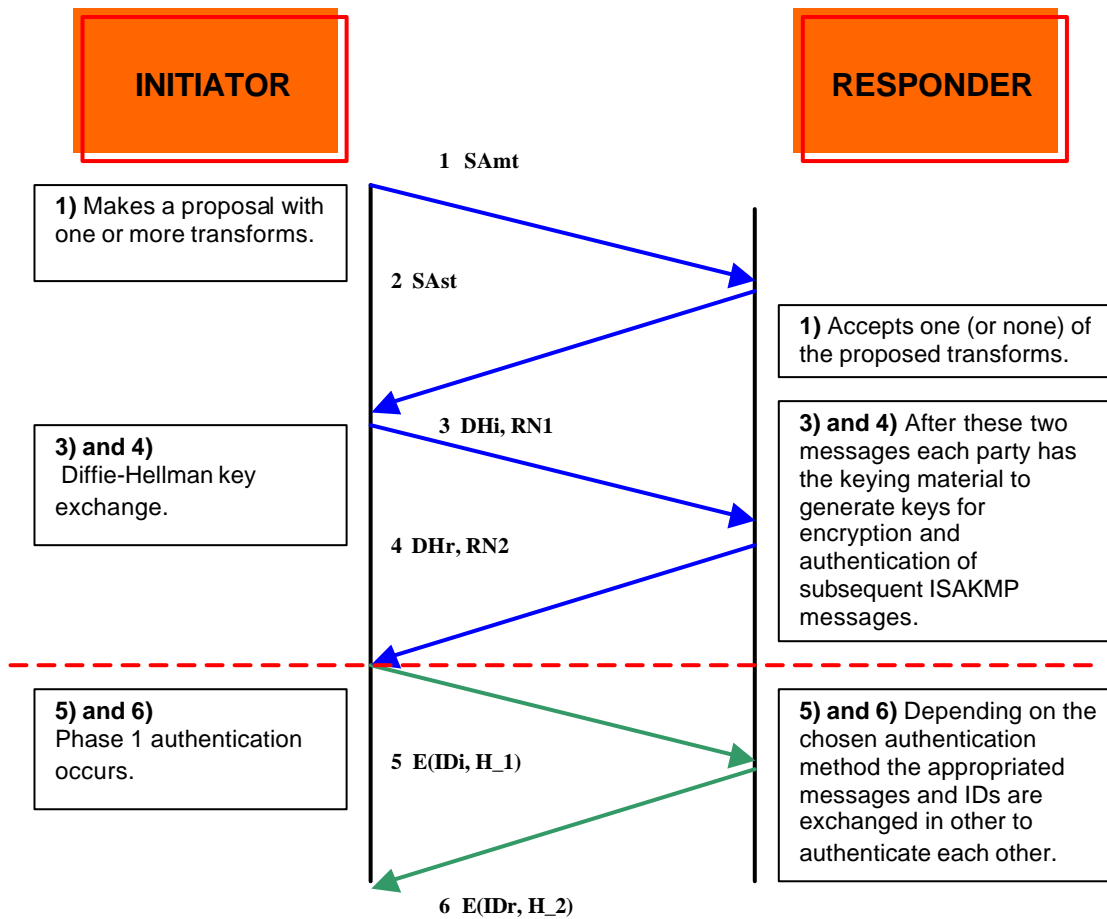 INITIATOR
RESPONDER
1 SAmt
1) Makes a proposal with
one or more transforms.
2 SAst
1) Accepts one (or none) of
the proposed transforms.
3 DHi, RN1
3) and 4)
Diffie-Hellman key
exchange.
3) and 4) After these two
messages each party has
the keying material to
generate keys for
encryption and
authentication of
subsequent ISAKMP
messages.
4 DHr, RN2
5) and 6)
Phase 1 authentication
occurs.
5 E(IDi, H_1)
5) and 6) Depending on the
chosen authentication
method the appropriated
messages and IDs are
exchanged in other to
authenticate each other.
6 E(IDr, H_2)